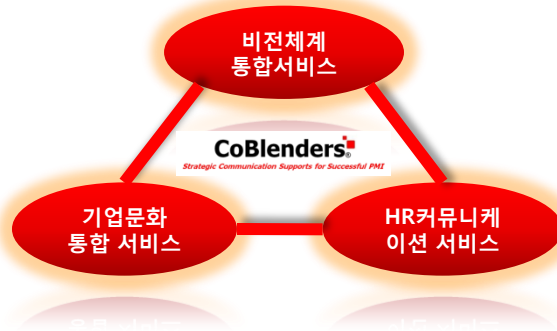 비전체계
통합서비스
CoBlenders®
Strategic Communication Supports for Successful PMI
기업문화
통합 서비스
HR커뮤니케
이션 서비스